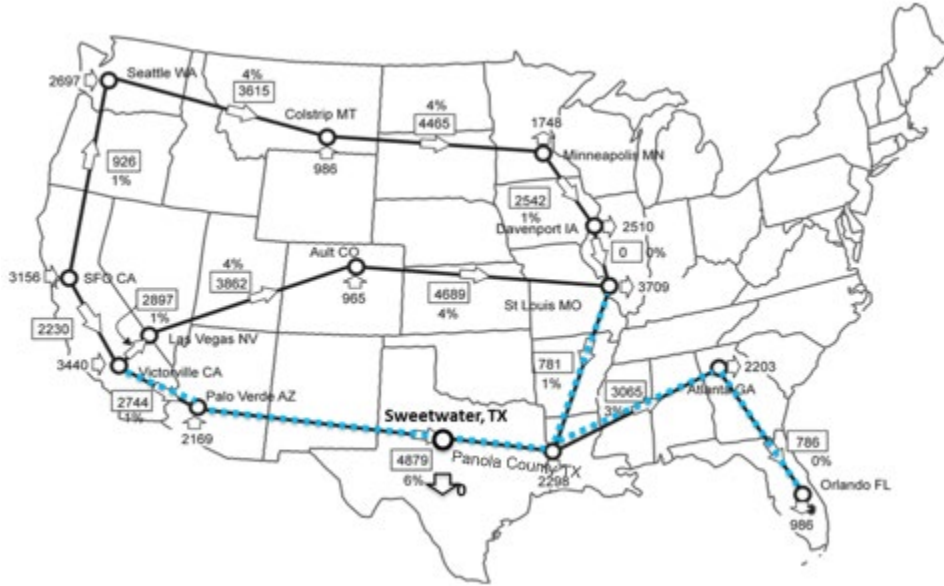 2697
Seattle WA
4%
3615
Colstrip MT
4%
4465
1748
Minneapolis MN
986
926
1%
2542
1%
Davenport IA
2510
0 0%
3156
SFO CA
4%
3862
Ault CO
965
4689
4%
St Louis MO
3709
2230
2897
1%
Las Vegas NV
3440
Victorville CA
781
1%
2744
1%
Palo Verde AZ
2169
3065
3%
Atlanta GA
2203
Sweetwater, TX
4879
6%
0
Panola County TX
2298
786
0%
Orlando FL
986